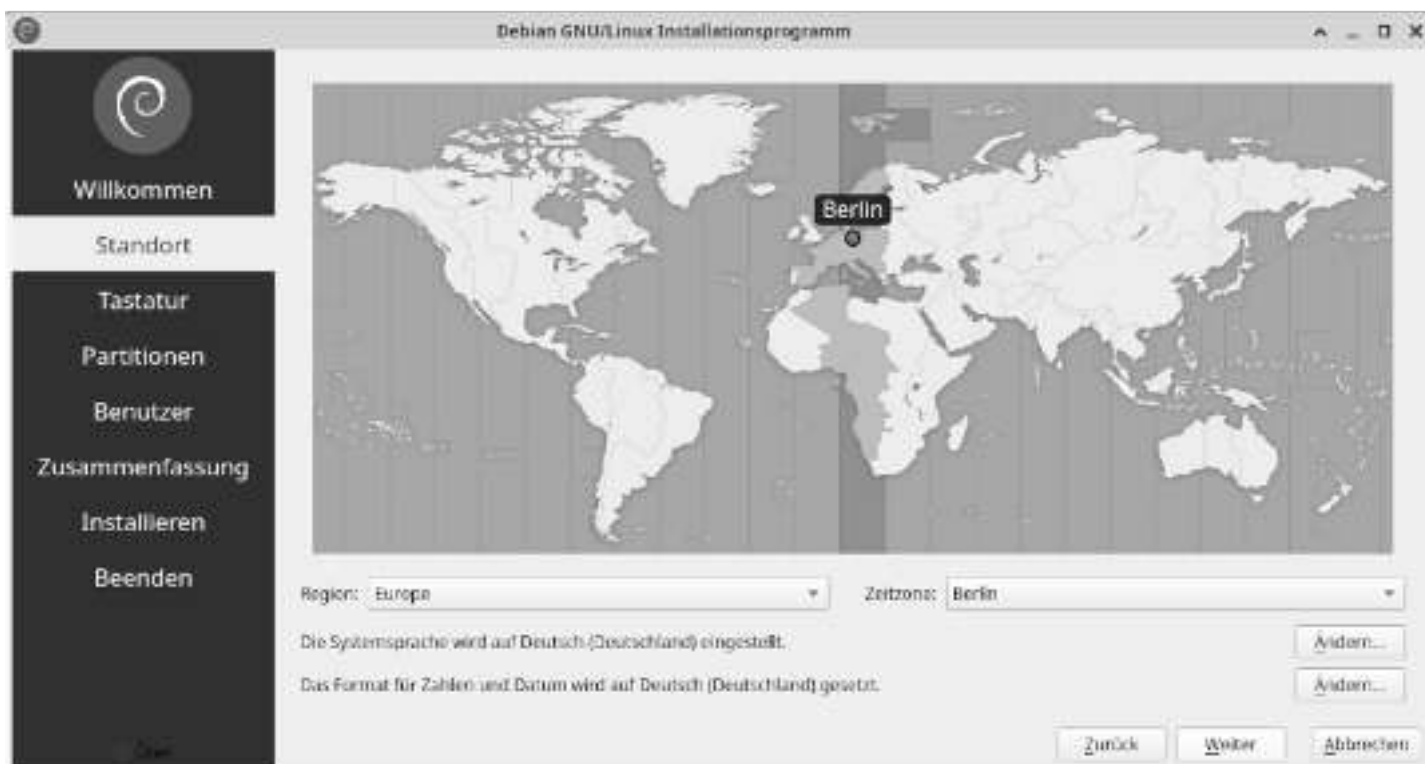 Debian GNU/Linux Installationsprogramm
Willkommen
Standort
Tastatur
Partitionen
Benutzer
Zusammenfassung
Installieren
Beenden
Berlin
Region: Europe
Zeitzone: Berlin
Die Systemsprache wird auf Deutsch (Deutschland) eingestellt.
Ändern...
Das Format für Zahlen und Datum wird auf Deutsch (Deutschland) gesetzt.
Ändern...
Zurück
Weiter
Abbrechen